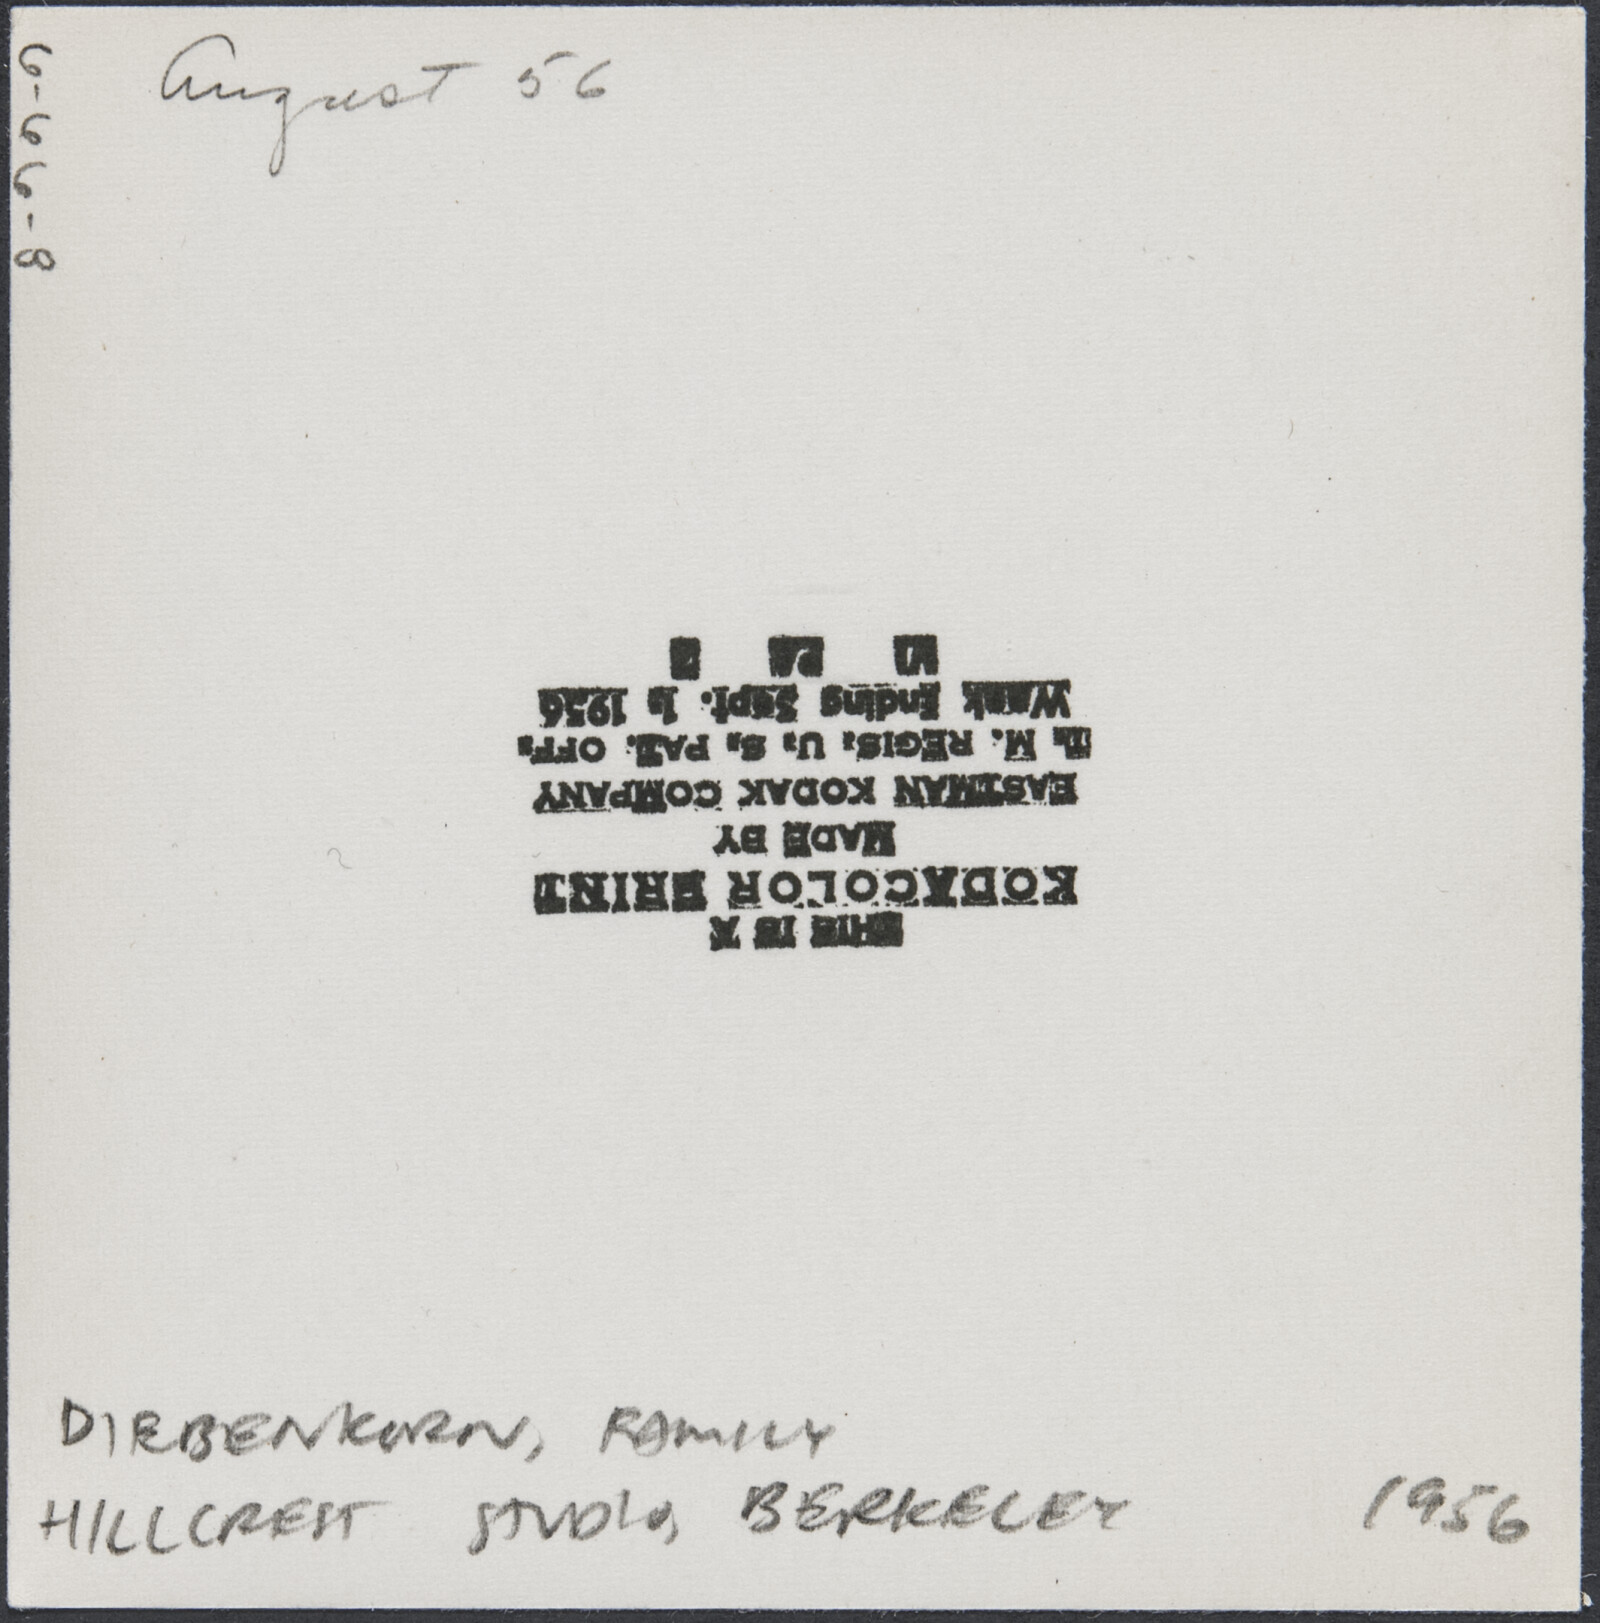 August 56
6-66-8
THIS IS A
KODACOLOR PRINT
MADE BY
EASTMAN KODAK COMPANY
T. M. REGIS. U. S. PAT. OFF.
Week Ending Sept. 1, 1956
DIEBENKORN, FAMILY
HILLCREST STUDIO, BERKELEY 1956